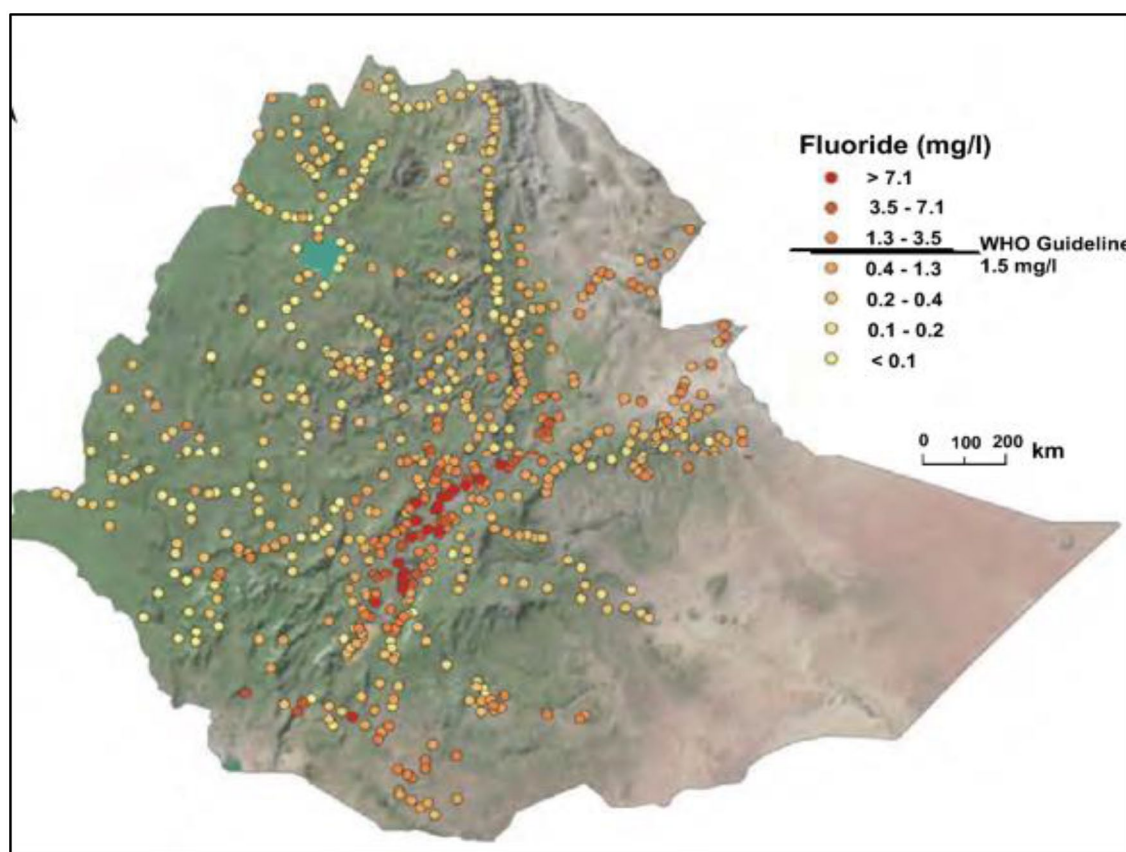 Fluoride (mg/l)
> 7.1
3.5 - 7.1
1.3 - 3.5
WHO Guideline
1.5 mg/l
0.4 - 1.3
0.2 - 0.4
0.1 - 0.2
< 0.1
0 100 200
km